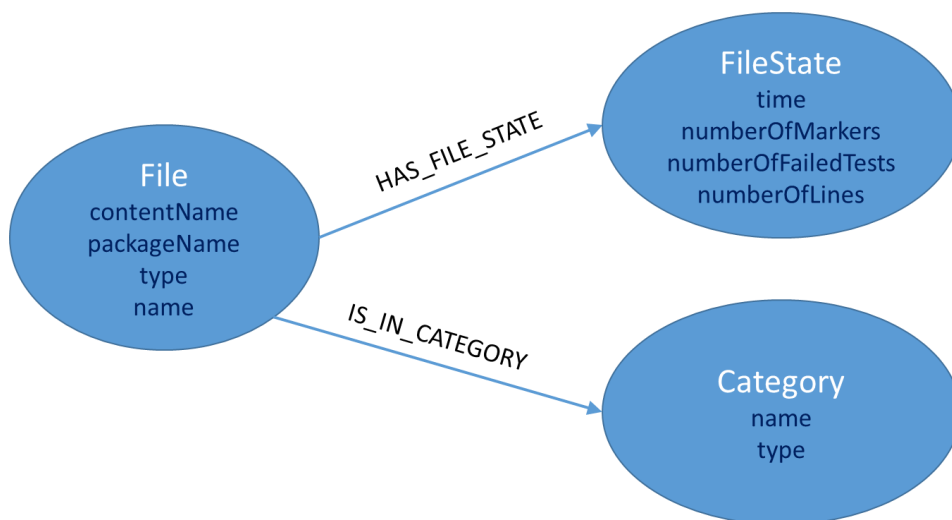 File
contentName
packageName
type
name
HAS_FILE_STATE
FileState
time
numberOfMarkers
numberOfFailedTests
numberOfLines
IS_IN_CATEGORY
Category
name
type